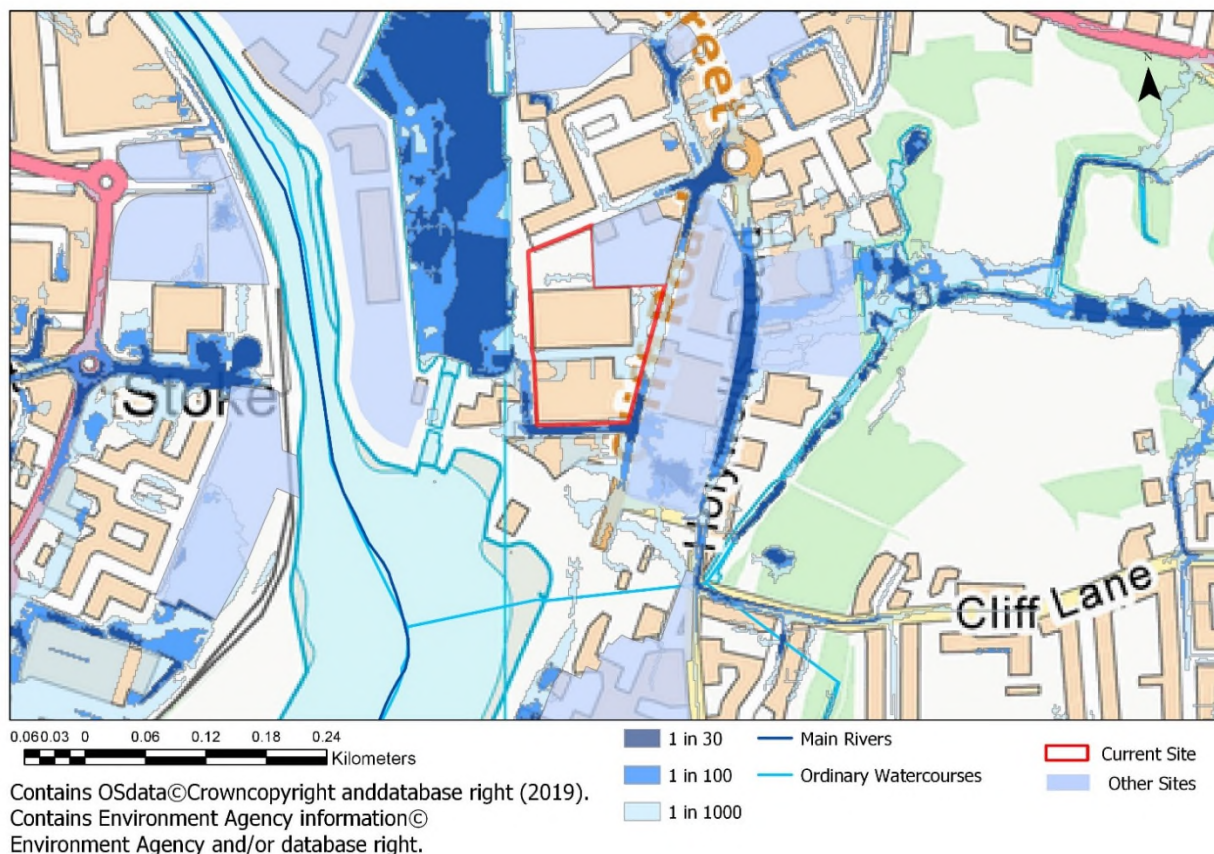 reet
N
Stoke
Cliff Lane
0.06 0.03 0 0.06 0.12 0.18 0.24
Kilometers
1 in 30
1 in 100
1 in 1000
Main Rivers
Ordinary Watercourses
Current Site
Other Sites
Contains OSdata©Crowncopyright anddatabase right (2019).
Contains Environment Agency information©
Environment Agency and/or database right.